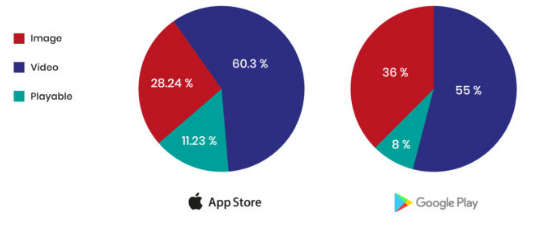 Image
Video
Playable
60.3 %
28.24 %
11.23 %
36 %
55 %
8 %
App Store
Google Play